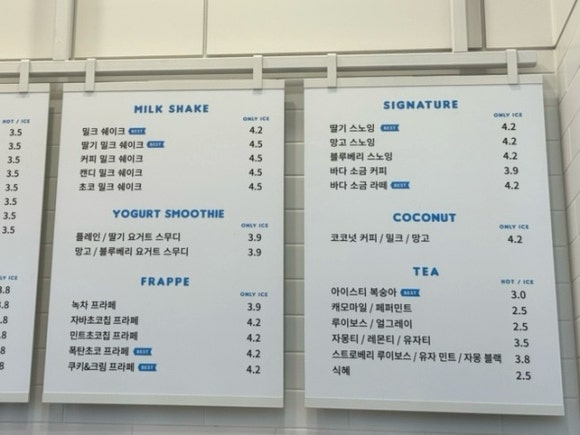 HOT / ICE
3.5
3.5
3.5
3.5
3.5
3.5
3.5
3.5
MILK SHAKE
ONLY ICE
밀크 쉐이크 BEST 4.2
딸기 밀크 쉐이크 BEST 4.5
커피 밀크 쉐이크 4.5
캔디 밀크 쉐이크 4.5
초코 밀크 쉐이크 4.5
YOGURT SMOOTHIE
ONLY ICE
플레인 / 딸기 요거트 스무디 3.9
망고 / 블루베리 요거트 스무디 3.9
FRAPPE
ONLY ICE
녹차 프라페 3.9
자바초코칩 프라페 4.2
민트초코칩 프라페 4.2
폭탄초코 프라페 BEST 4.2
쿠키&크림 프라페 BEST 4.2
SIGNATURE
ONLY ICE
딸기 스노잉 BEST 4.2
망고 스노잉 4.2
블루베리 스노잉 4.2
바다 소금 커피 3.9
바다 소금 라떼 BEST 4.2
COCONUT
ONLY ICE
코코넛 커피 / 밀크 / 망고 4.2
TEA
HOT / ICE
아이스티 복숭아 BEST 3.0
캐모마일 / 페퍼민트 2.5
루이보스 / 얼그레이 2.5
자몽티 / 레몬티 / 유자티 3.5
스트로베리 루이보스 / 유자 민트 / 자몽 블랙 3.8
식혜 2.5